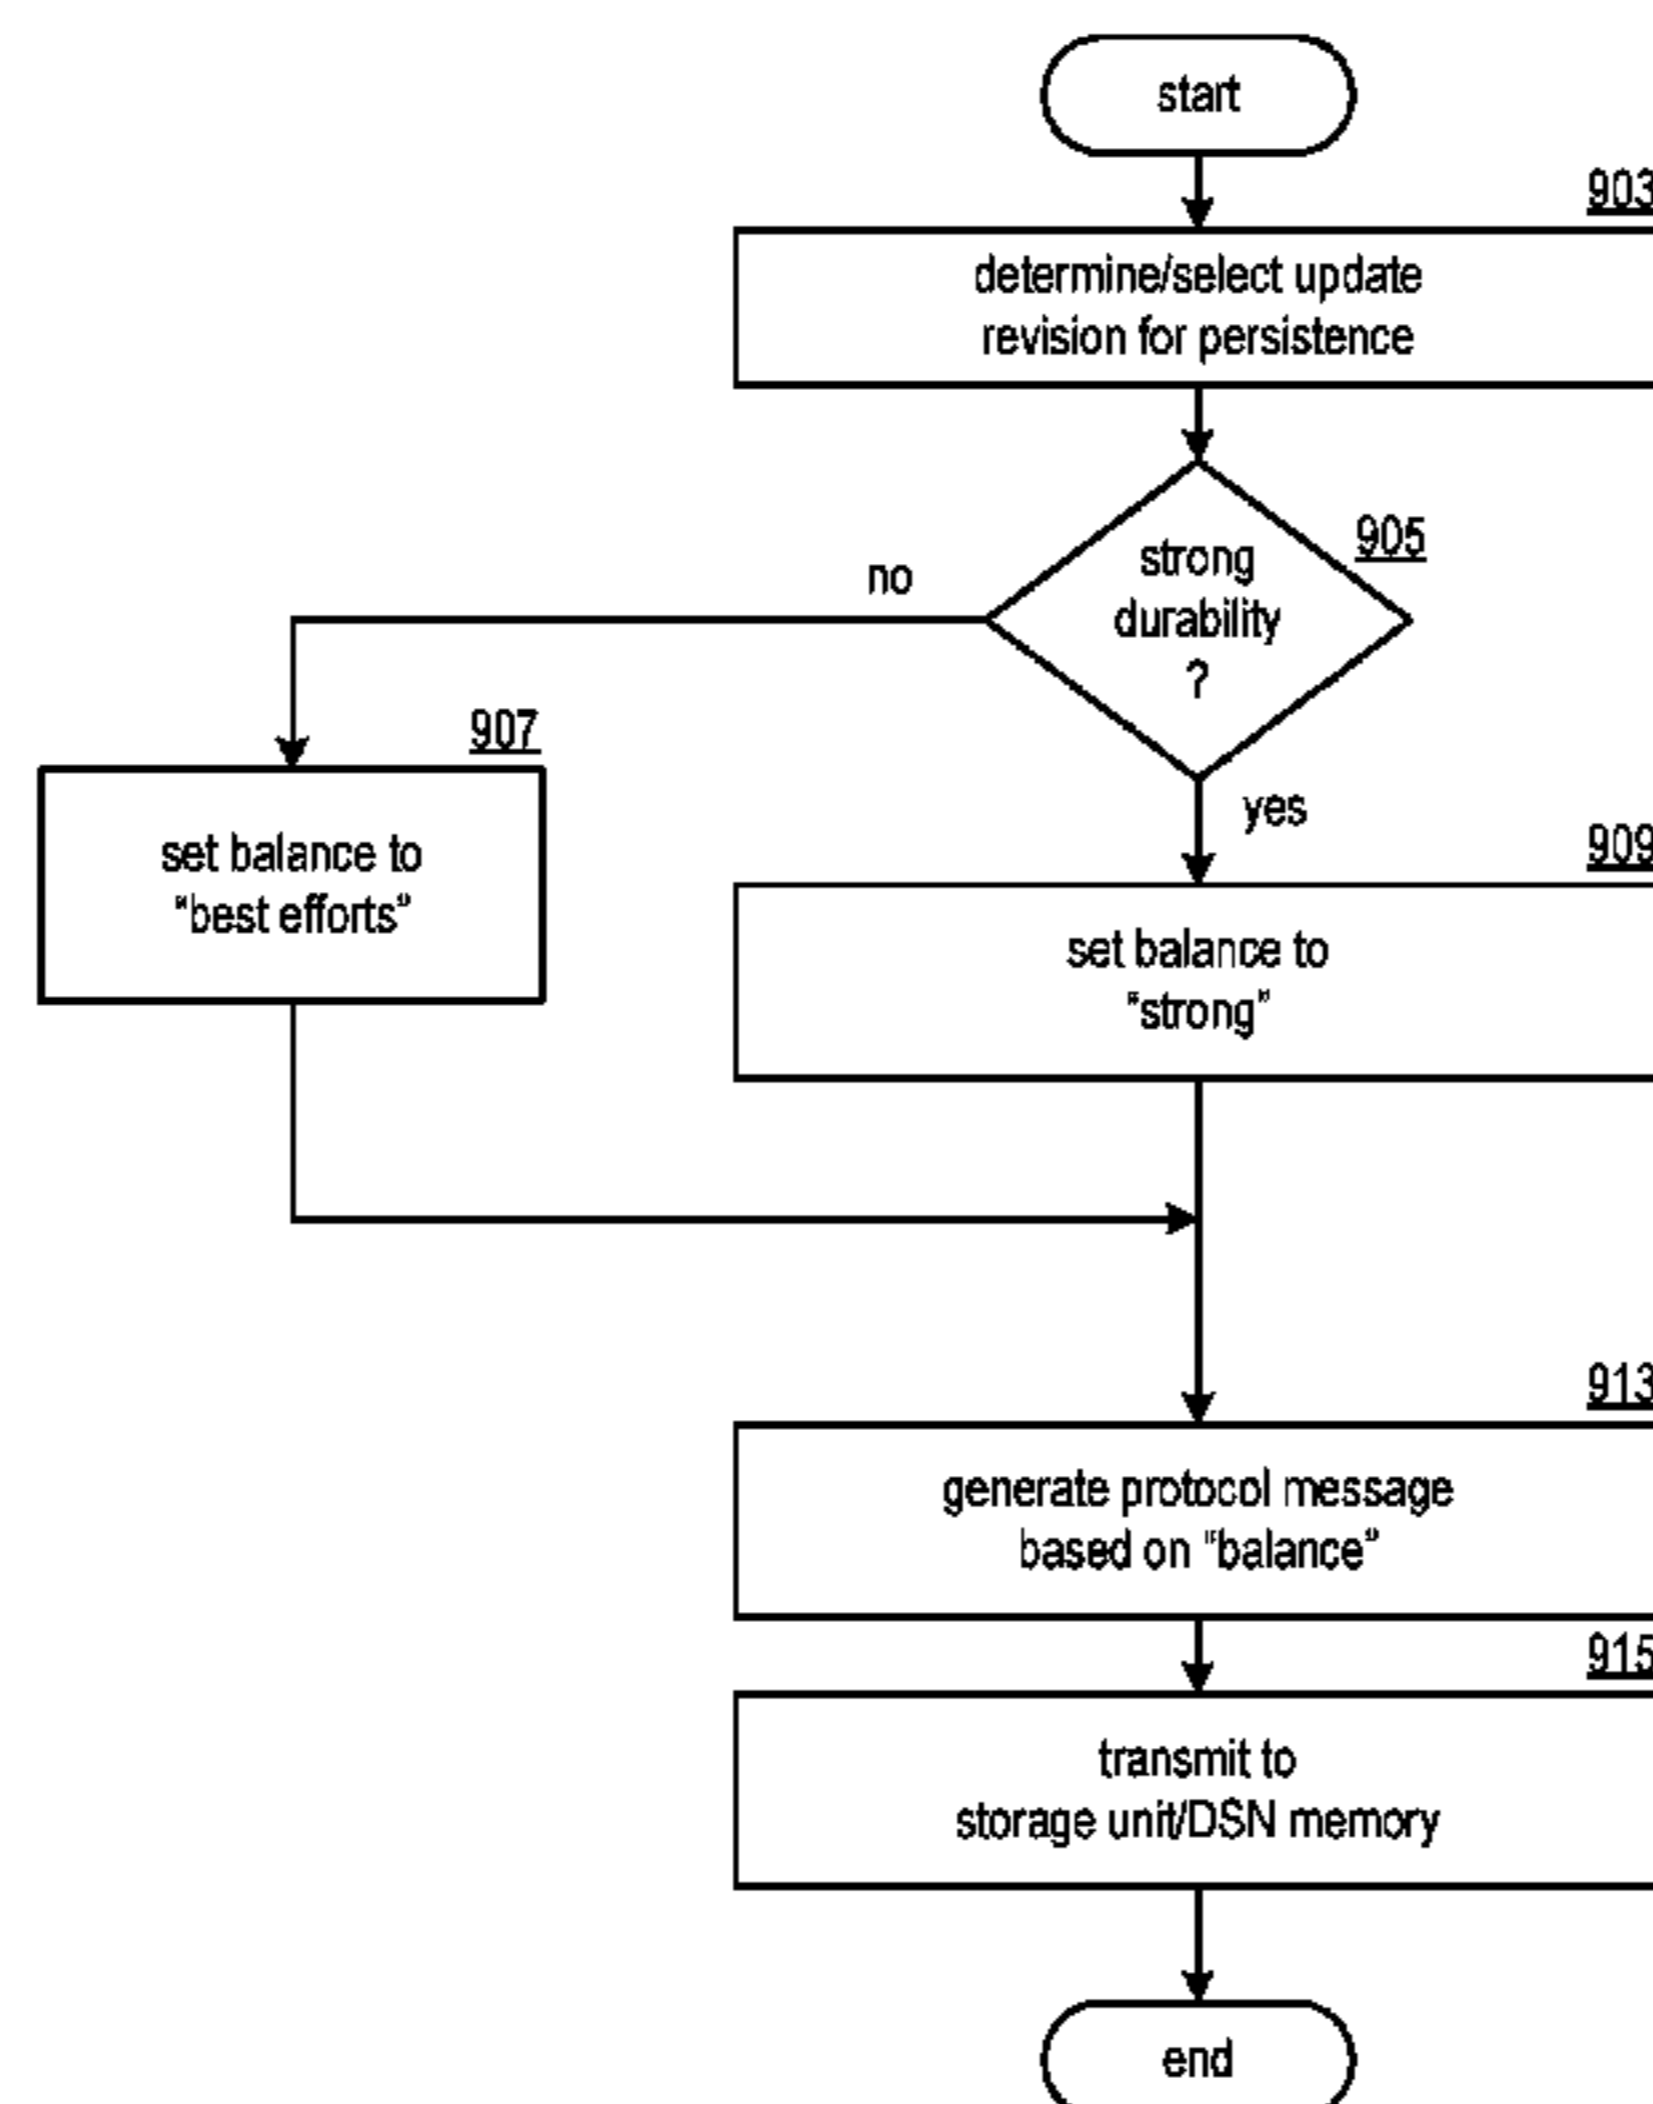 start
903
determine/select update
revision for persistence
905
strong
durability
?
no
yes
907
set balance to
"best efforts"
909
set balance to
"strong"
913
generate protocol message
based on "balance"
915
transmit to
storage unit/DSN memory
end